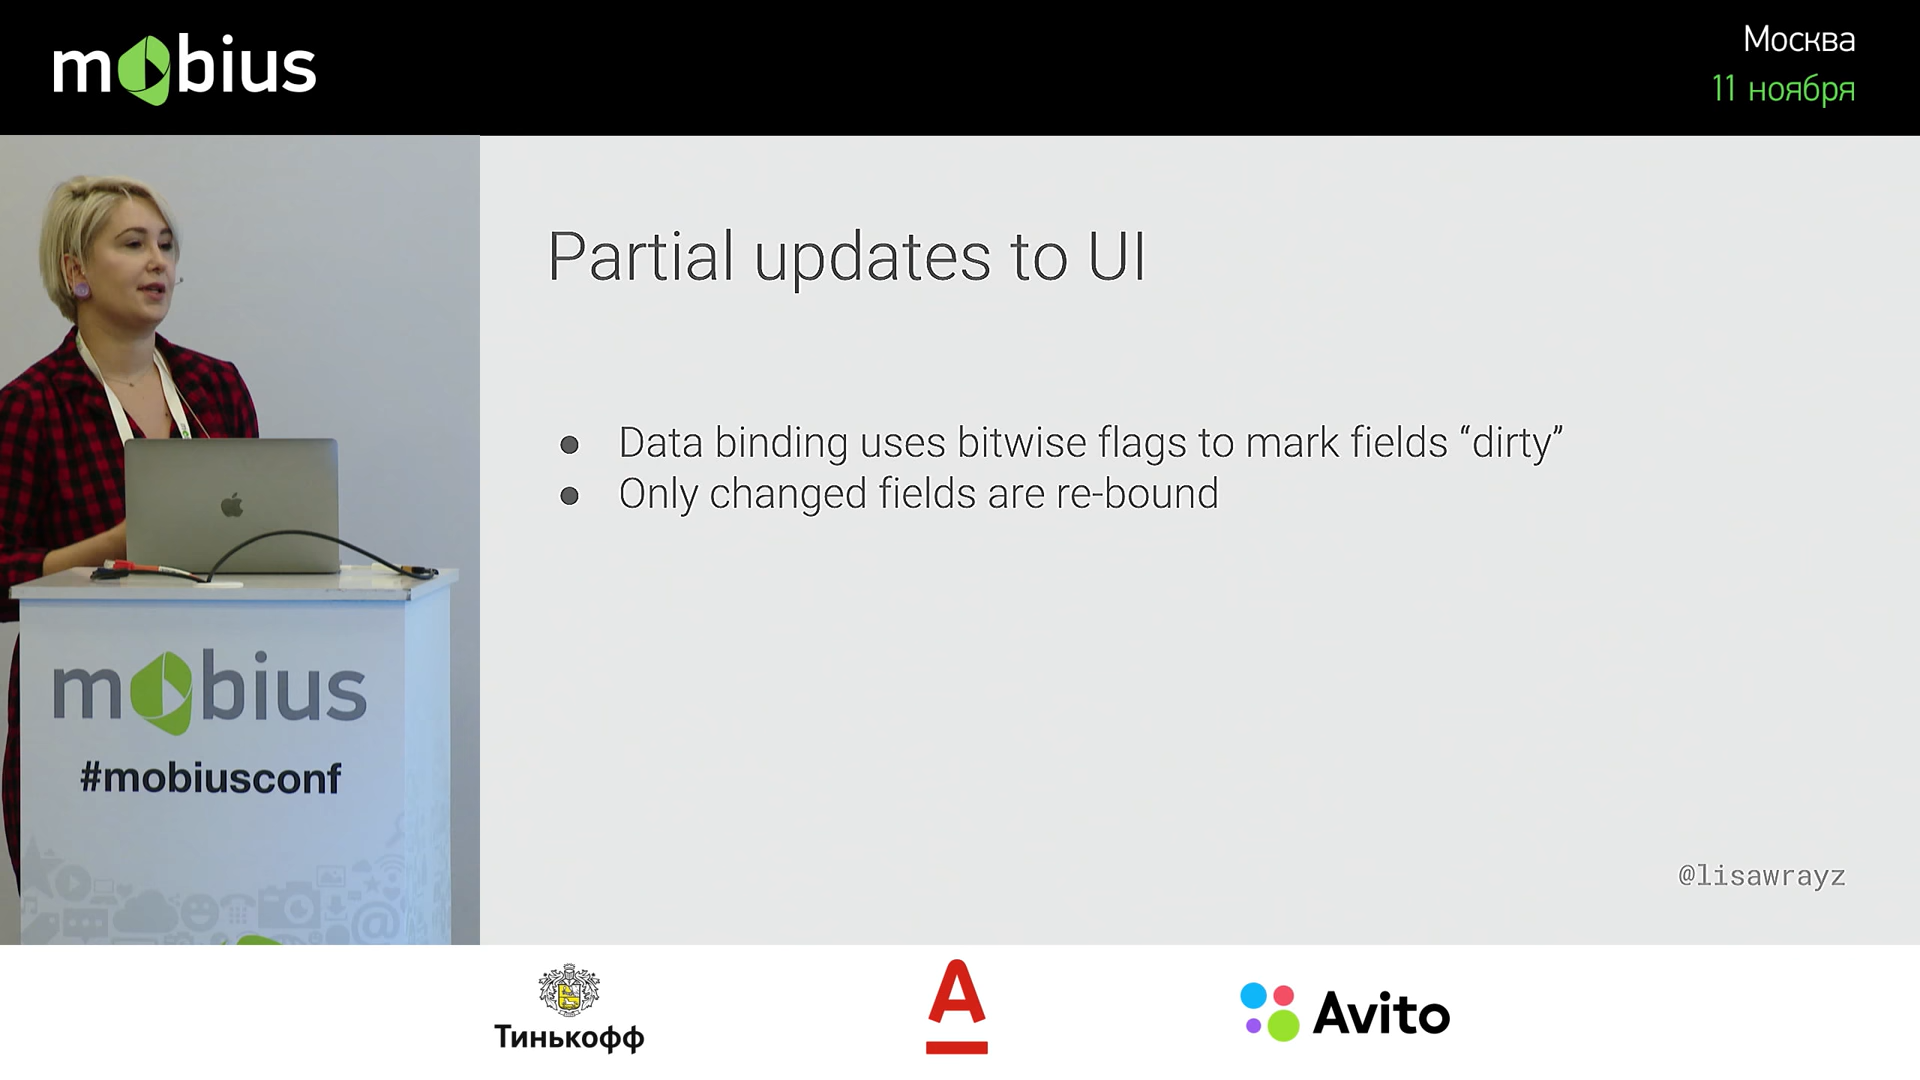 mobius
Москва
11 ноября
Partial updates to UI
● Data binding uses bitwise flags to mark fields “dirty”
● Only changed fields are re-bound
@lisawrayz
mobius
#mobiusconf
Тинькофф
А
Avito